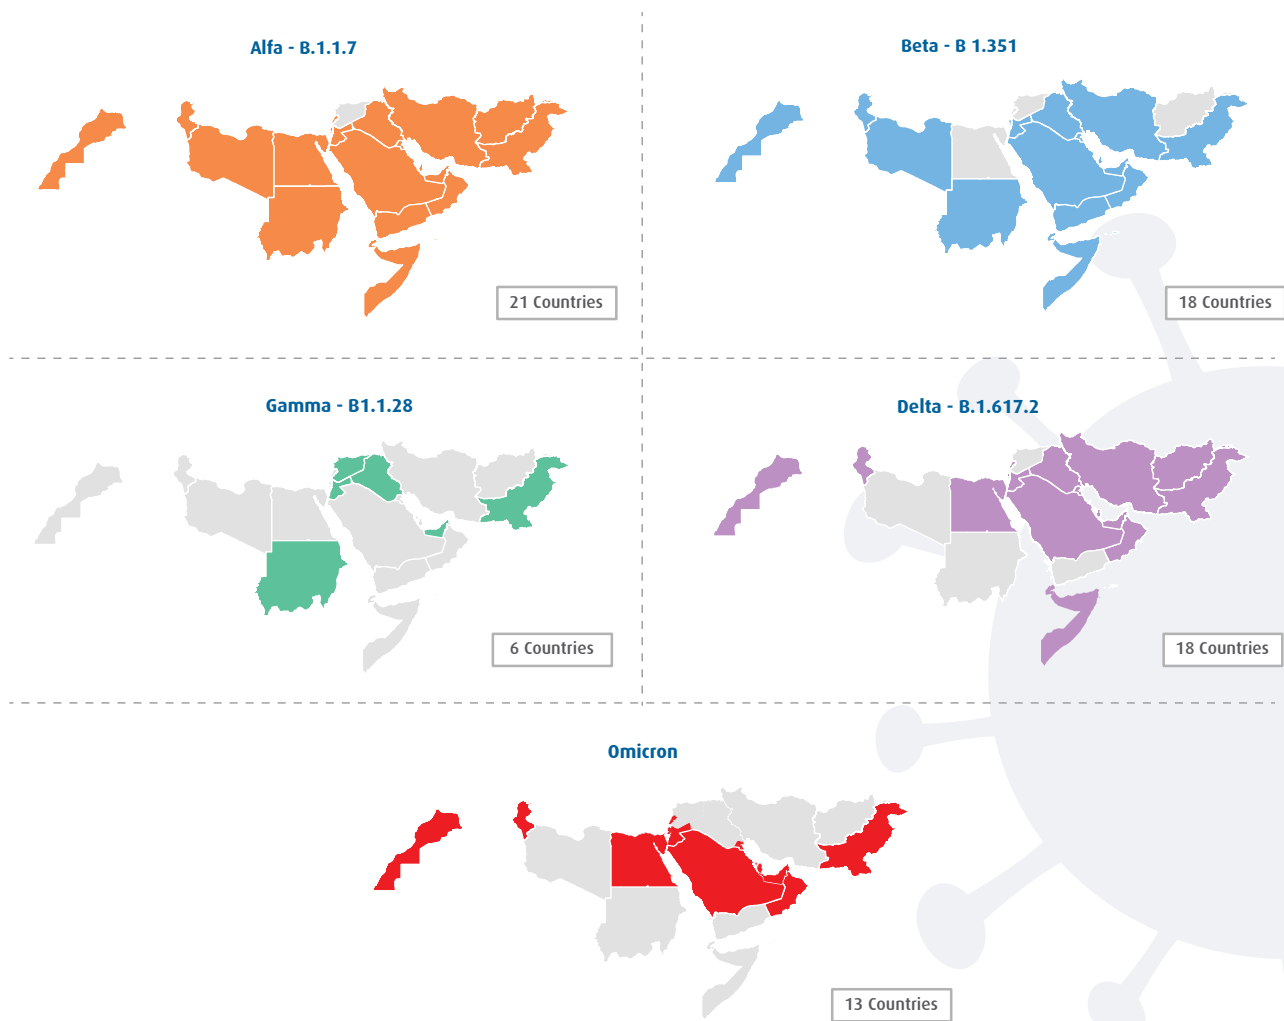 Alfa - B.1.1.7
21 Countries
Beta - B 1.351
18 Countries
Gamma - B1.1.28
6 Countries
Delta - B.1.617.2
18 Countries
Omicron
13 Countries